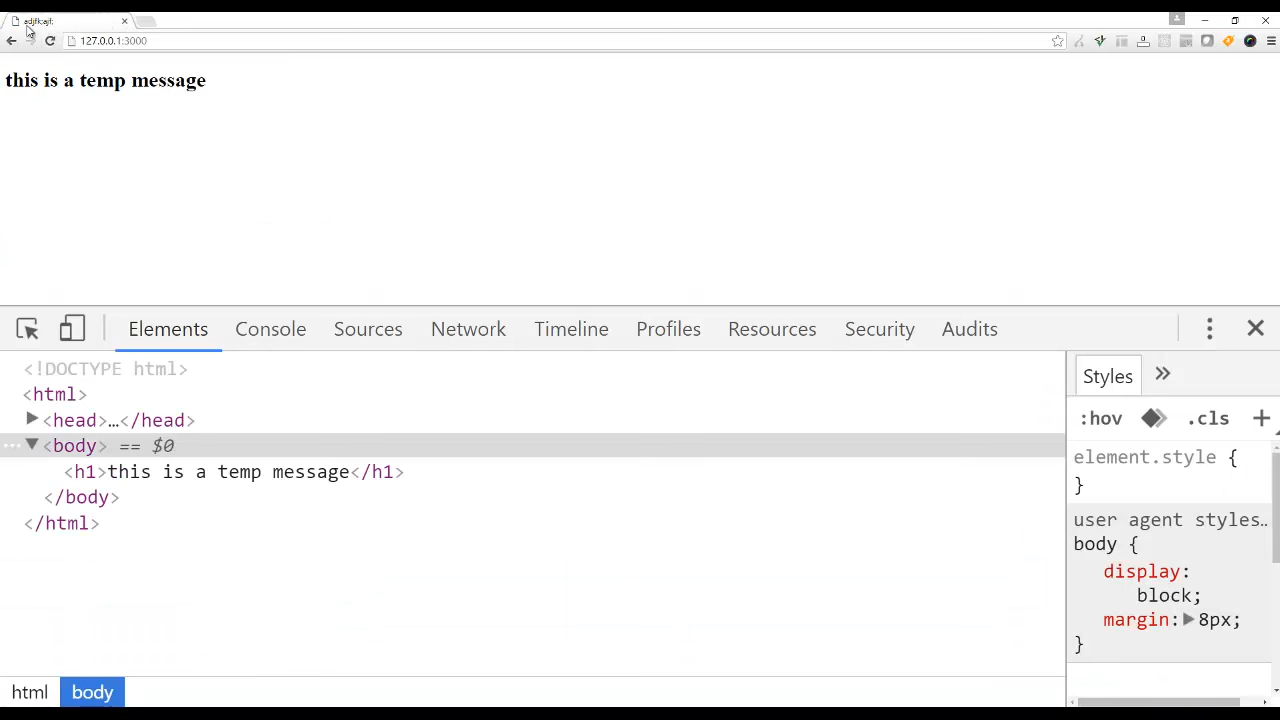 adjfk;ajf;
127.0.0.1:3000
this is a temp message
Elements Console Sources Network Timeline Profiles Resources Security Audits
<!DOCTYPE html>
<html>
<head>…</head>
<body> == $0
<h1>this is a temp message</h1>
</body>
</html>
html body
Styles
:hov .cls
element.style {
}
user agent styles…
body {
display:
block;
margin: 8px;
}